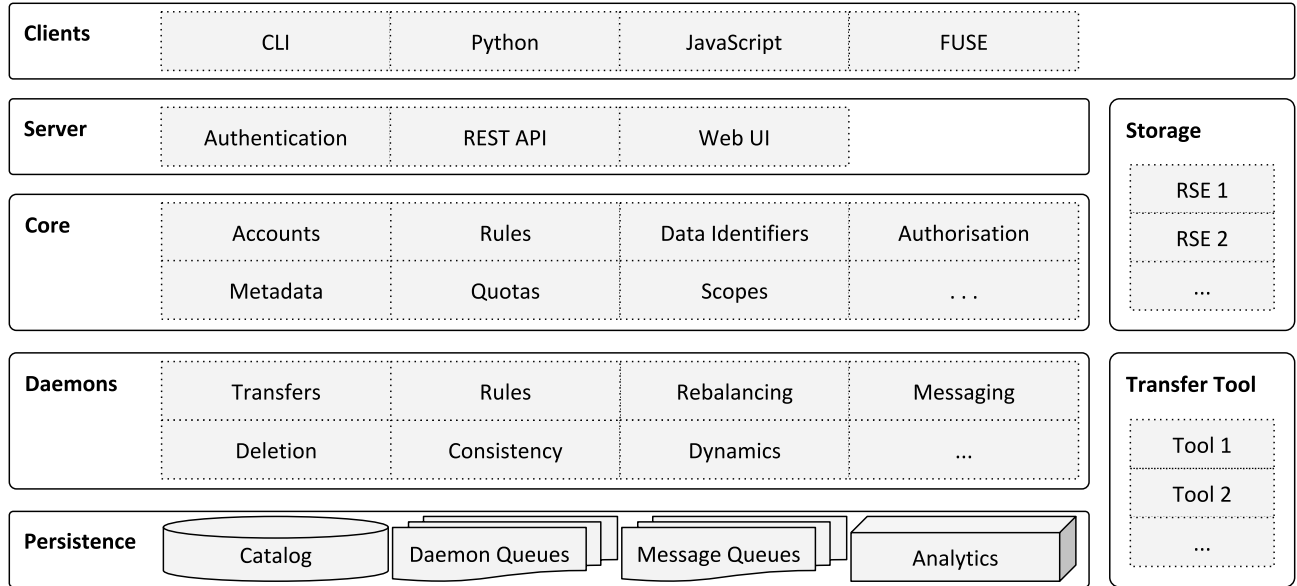 Clients
CLI
Python
JavaScript
FUSE
Server
Authentication
REST API
Web UI
Storage
RSE 1
RSE 2
...
Core
Accounts
Rules
Data Identifiers
Authorisation
Metadata
Quotas
Scopes
. . .
Daemons
Transfers
Rules
Rebalancing
Messaging
Deletion
Consistency
Dynamics
...
Transfer Tool
Tool 1
Tool 2
...
Persistence
Catalog
Daemon Queues
Message Queues
Analytics